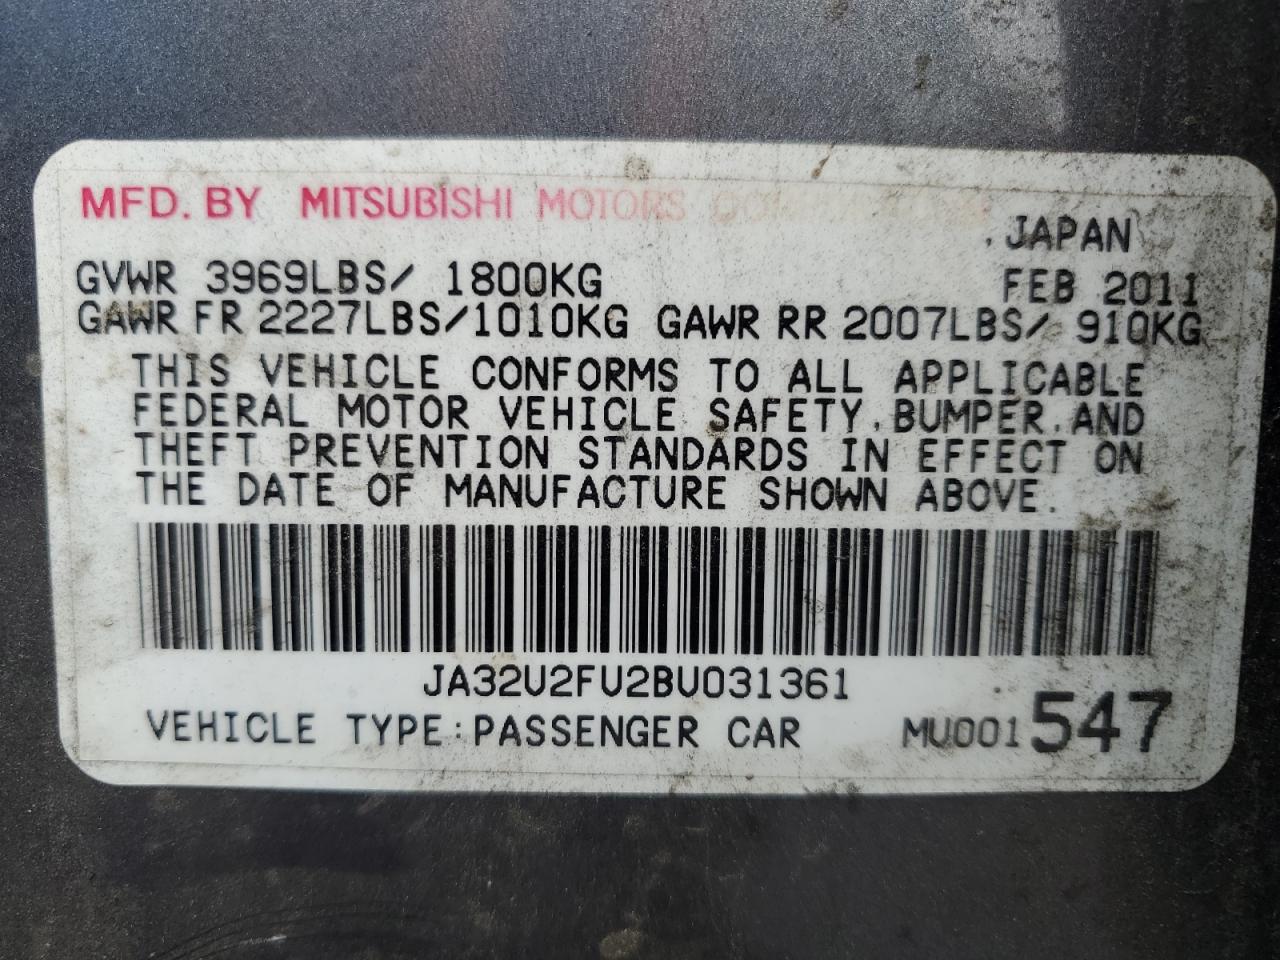 MFD. BY MITSUBISHI MOTORS CORPORATION
JAPAN
GVWR 3969LBS/ 1800KG FEB 2011
GAWR FR 2227LBS/1010KG GAWR RR 2007LBS/ 910KG
THIS VEHICLE CONFORMS TO ALL APPLICABLE
FEDERAL MOTOR VEHICLE SAFETY, BUMPER, AND
THEFT PREVENTION STANDARDS IN EFFECT ON
THE DATE OF MANUFACTURE SHOWN ABOVE.
JA32U2FU2BU031361
VEHICLE TYPE:PASSENGER CAR MU001547